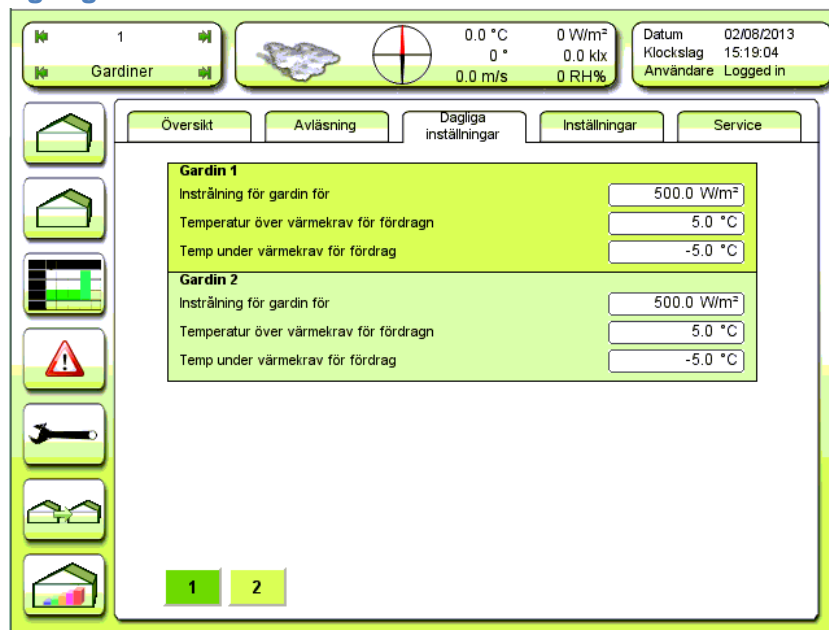 1
Gardiner
0.0 °C
0 °
0.0 m/s
0 W/m²
0.0 klx
0 RH%
Datum 02/08/2013
Klockslag 15:19:04
Användare Logged in
Översikt
Avläsning
Dagliga
inställningar
Inställningar
Service
Gardin 1
Instrålning för gardin för 500.0 W/m²
Temperatur över värmekrav för fördragn 5.0 °C
Temp under värmekrav för fördrag -5.0 °C
Gardin 2
Instrålning för gardin för 500.0 W/m²
Temperatur över värmekrav för fördragn 5.0 °C
Temp under värmekrav för fördrag -5.0 °C
1 2